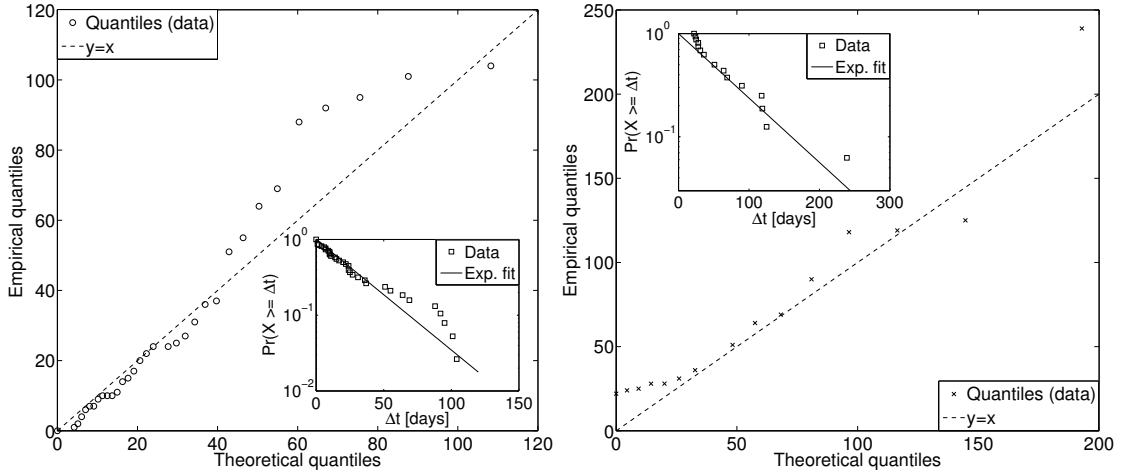 120
100
80
60
40
20
0
Empirical quantiles
0 20 40 60 80 100 120
Theoretical quantiles
Quantiles (data)
y=x
10^0
10^-1
10^-2
Pr(X >= Δt)
0 50 100 150
Δt [days]
Data
Exp. fit
250
200
150
100
50
0
Empirical quantiles
0 50 100 150 200
Theoretical quantiles
10^0
10^-1
Pr(X >= Δt)
0 100 200 300
Δt [days]
Data
Exp. fit
Quantiles (data)
y=x